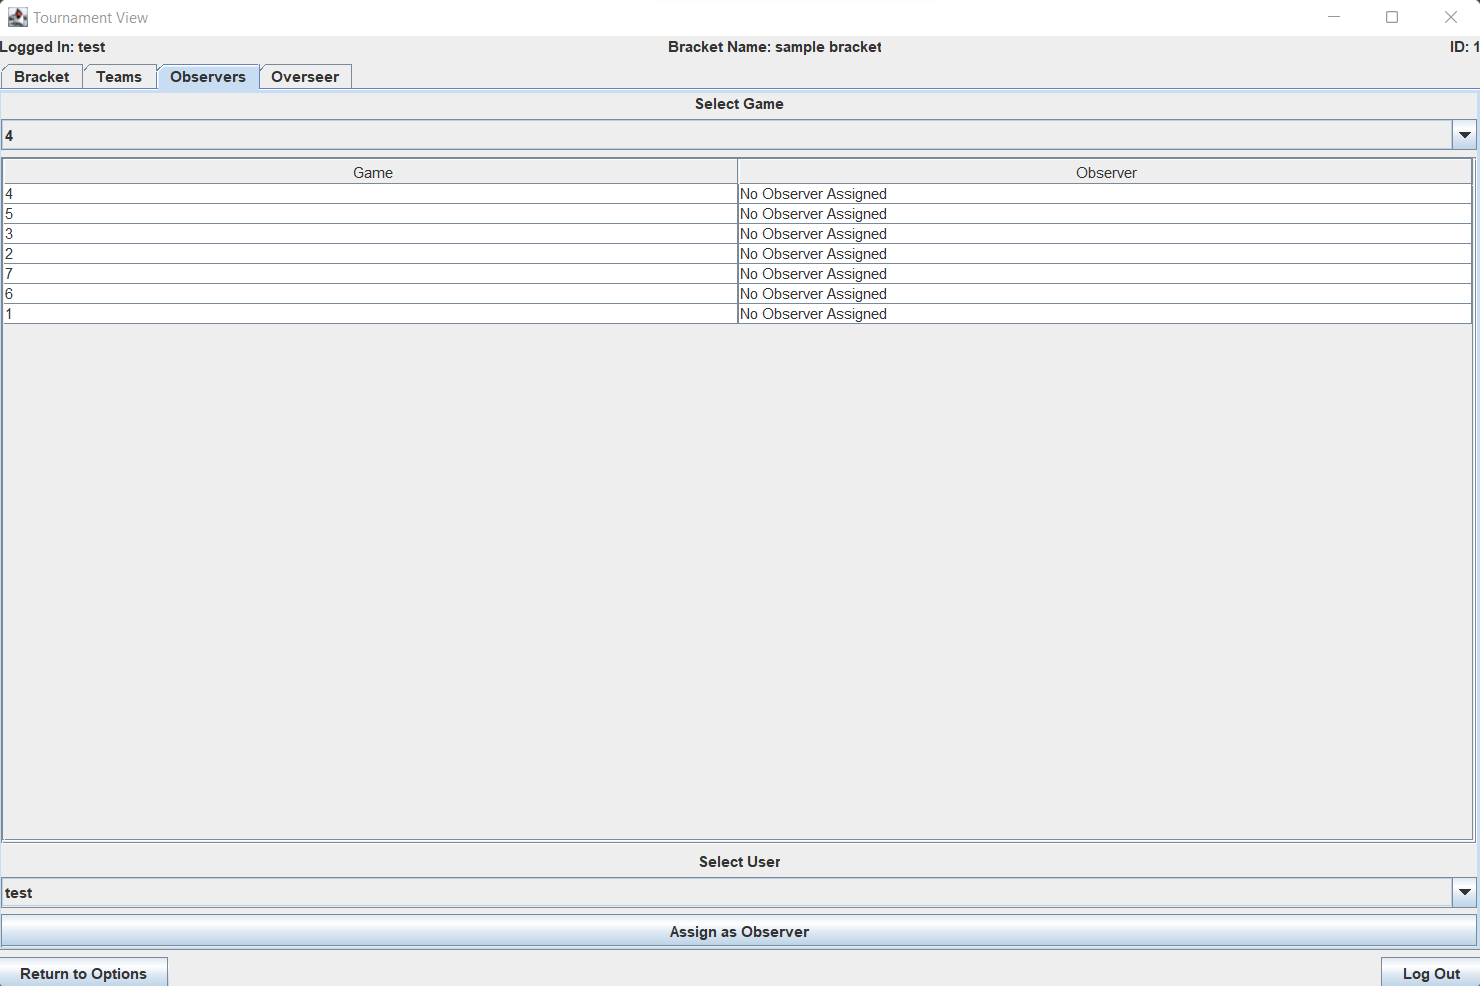 Tournament View
Logged In: test Bracket Name: sample bracket ID: 1
Bracket Teams Observers Overseer
Select Game
4
Game Observer
4 No Observer Assigned
5 No Observer Assigned
3 No Observer Assigned
2 No Observer Assigned
7 No Observer Assigned
6 No Observer Assigned
1 No Observer Assigned
Select User
test
Assign as Observer
Return to Options Log Out